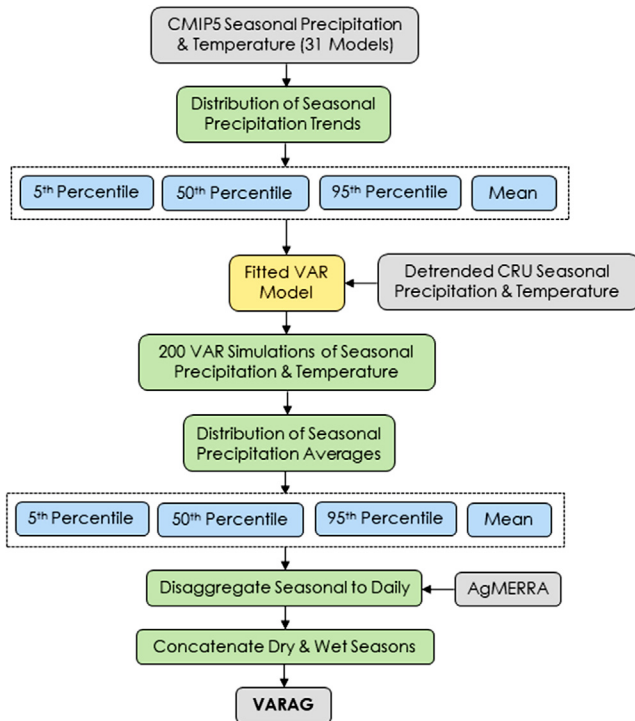 CMIP5 Seasonal Precipitation
& Temperature (31 Models)
Distribution of Seasonal
Precipitation Trends
5th Percentile 50th Percentile 95th Percentile Mean
Fitted VAR
Model
Detrended CRU Seasonal
Precipitation & Temperature
200 VAR Simulations of Seasonal
Precipitation & Temperature
Distribution of Seasonal
Precipitation Averages
5th Percentile 50th Percentile 95th Percentile Mean
Disaggregate Seasonal to Daily
AgMERRA
Concatenate Dry & Wet Seasons
VARAG